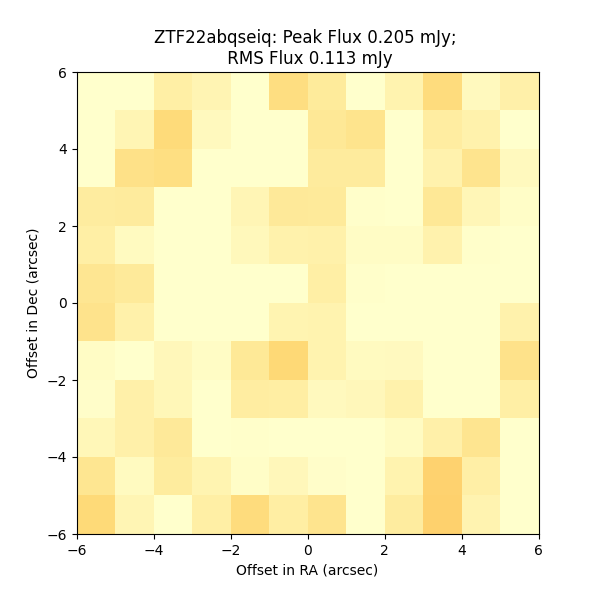 ZTF22abqseiq: Peak Flux 0.205 mJy;
RMS Flux 0.113 mJy
6
4
2
0
−2
−4
−6
Offset in Dec (arcsec)
−6 −4 −2 0 2 4 6
Offset in RA (arcsec)